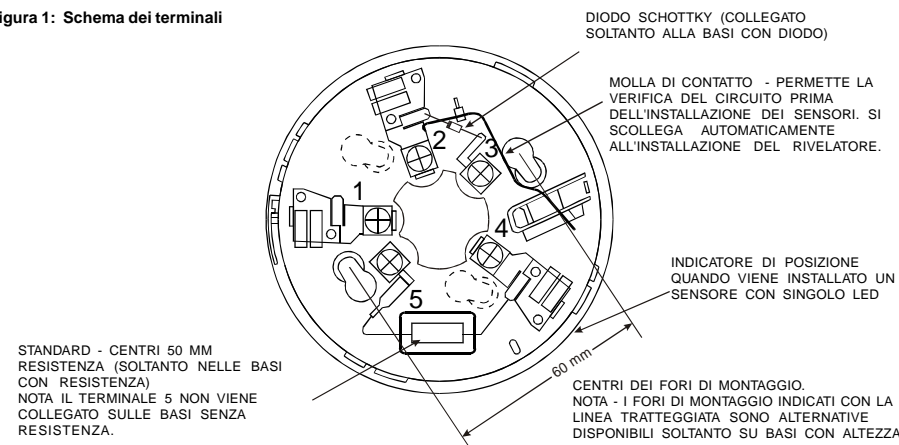 igura 1: Schema dei terminali
DIODO SCHOTTKY (COLLEGATO
SOLTANTO ALLA BASI CON DIODO)
MOLLA DI CONTATTO - PERMETTE LA
VERIFICA DEL CIRCUITO PRIMA
DELL'INSTALLAZIONE DEI SENSORI. SI
SCOLLEGA AUTOMATICAMENTE
ALL'INSTALLAZIONE DEL RIVELATORE.
2
3
1
4
INDICATORE DI POSIZIONE
QUANDO VIENE INSTALLATO UN
SENSORE CON SINGOLO LED
5
STANDARD - CENTRI 50 MM
RESISTENZA (SOLTANTO NELLE BASI
CON RESISTENZA)
NOTA IL TERMINALE 5 NON VIENE
COLLEGATO SULLE BASI SENZA
RESISTENZA.
60 mm
CENTRI DEI FORI DI MONTAGGIO.
NOTA - I FORI DI MONTAGGIO INDICATI CON LA
LINEA TRATTEGGIATA SONO ALTERNATIVE
DISPONIBILI SOLTANTO SU BASI CON ALTEZZA